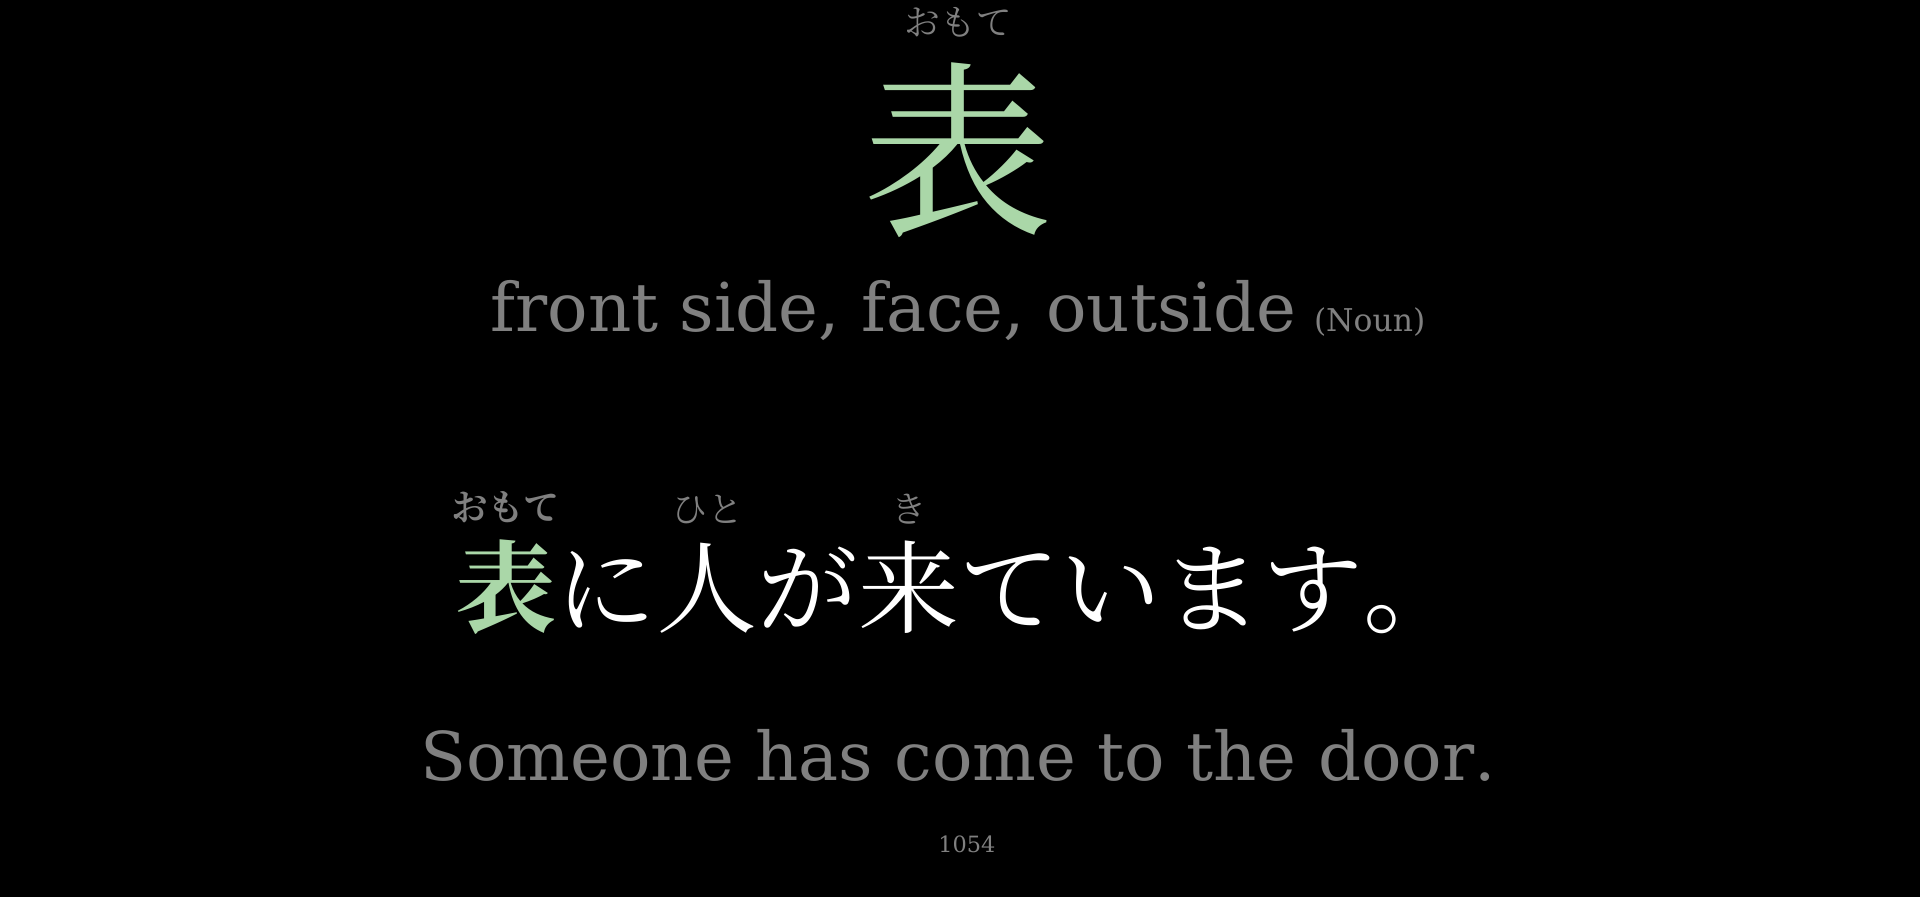 おもて
表
front side, face, outside (Noun)
おもて ひと き
表に人が来ています。
Someone has come to the door.
1054